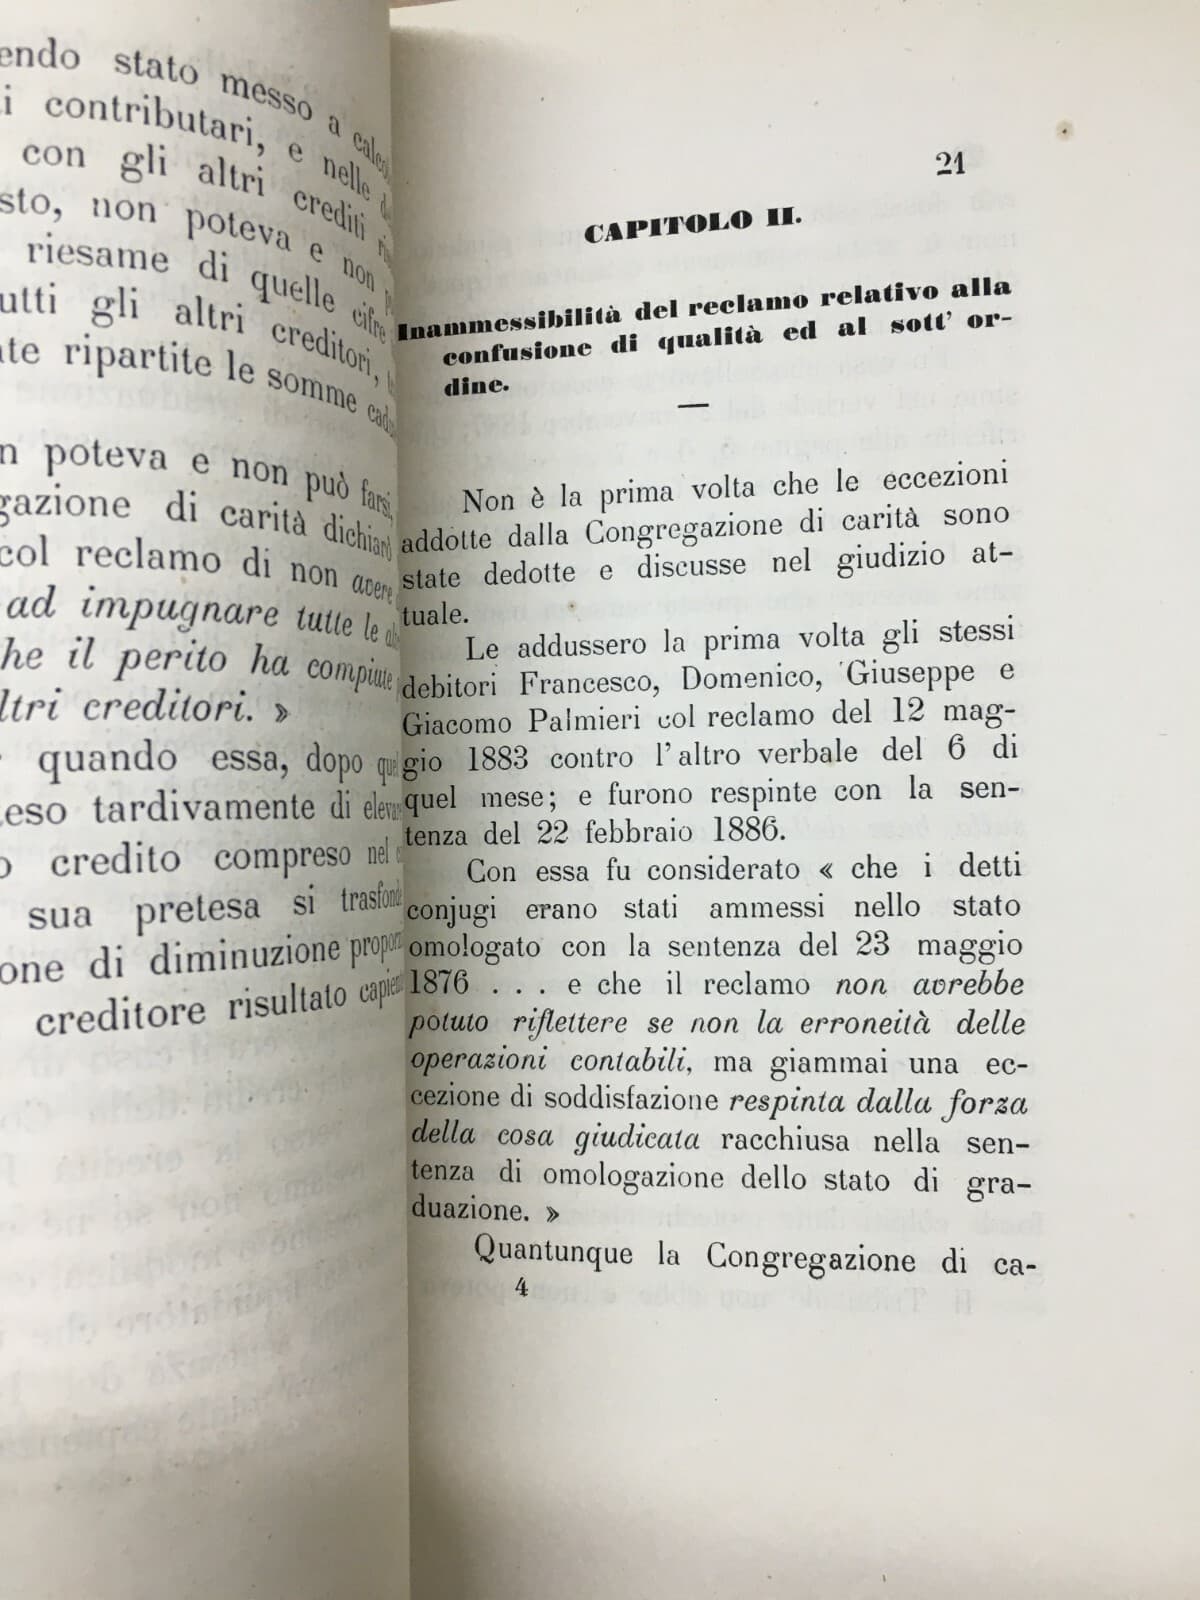 endo stato messo a
i contributari, e nelle
con gli altri crediti
sto, non poteva e non
riesame di quelle cifre
utti gli altri creditori,
te ripartite le somme
n poteva e non può farsi,
gazione di carità dichiarò
col reclamo di non avere
ad impugnare tutte le
he il perito ha compiute
ltri creditori. »
quando essa, dopo
eso tardivamente di
o credito compreso nel
sua pretesa si
one di diminuzione
creditore risultato
21
CAPITOLO II.
Inammessibilità del reclamo relativo alla
confusione di qualità ed al sott' or-
dine.
Non è la prima volta che le eccezioni
addotte dalla Congregazione di carità sono
state dedotte e discusse nel giudizio at-
tuale.
Le addussero la prima volta gli stessi
debitori Francesco, Domenico, Giuseppe e
Giacomo Palmieri col reclamo del 12 mag-
gio 1883 contro l'altro verbale del 6 di
quel mese; e furono respinte con la sen-
tenza del 22 febbraio 1886.
Con essa fu considerato « che i detti
conjugi erano stati ammessi nello stato
omologato con la sentenza del 23 maggio
1876 . . . e che il reclamo non avrebbe
potuto riflettere se non la erroneità delle
operazioni contabili, ma giammai una ec-
cezione di soddisfazione respinta dalla forza
della cosa giudicata racchiusa nella sen-
tenza di omologazione dello stato di gra-
duazione. »
Quantunque la Congregazione di ca-
4